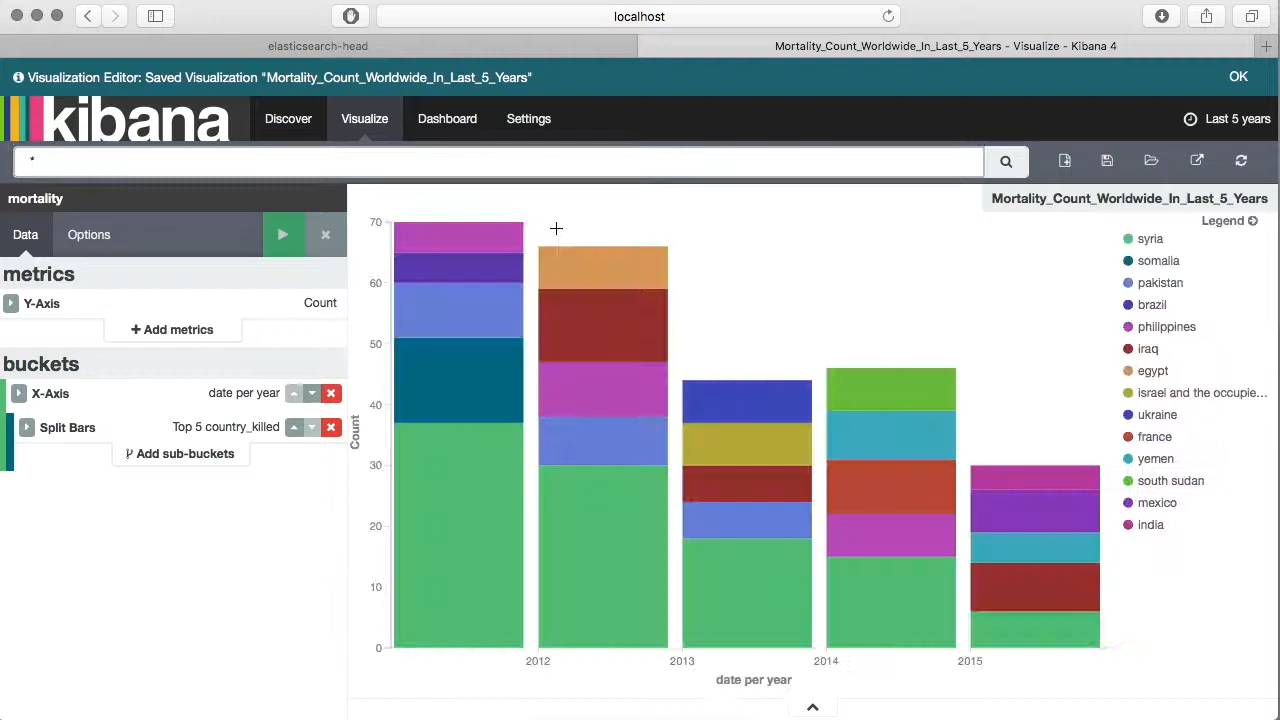 localhost
elasticsearch-head
Mortality_Count_Worldwide_In_Last_5_Years - Visualize - Kibana 4
Visualization Editor: Saved Visualization "Mortality_Count_Worldwide_In_Last_5_Years"
OK
kibana
Discover
Visualize
Dashboard
Settings
Last 5 years
*
mortality
Mortality_Count_Worldwide_In_Last_5_Years
Data
Options
Legend
metrics
Y-Axis
Count
Add metrics
buckets
X-Axis
date per year
Split Bars
Top 5 country_killed
Add sub-buckets
70
60
50
40
30
20
10
0
Count
2012
2013
2014
2015
date per year
syria
somalia
pakistan
brazil
philippines
iraq
egypt
israel and the occupie...
ukraine
france
yemen
south sudan
mexico
india